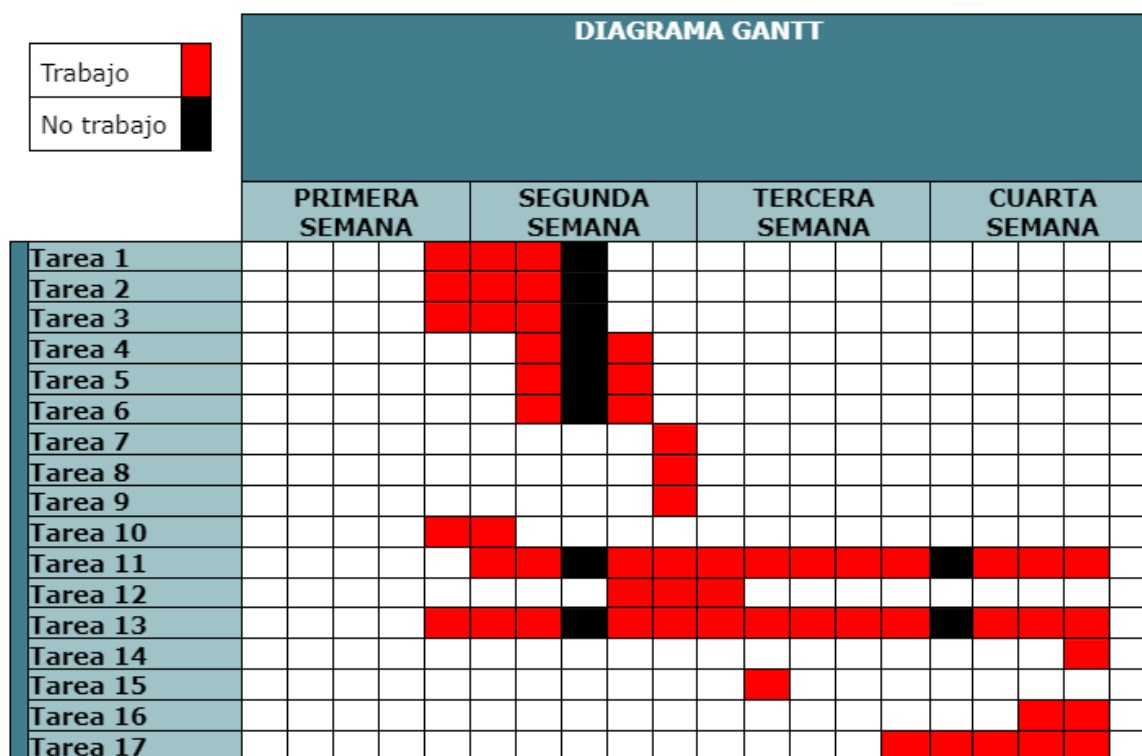 DIAGRAMA GANTT
Trabajo
No trabajo
PRIMERA
SEMANA
SEGUNDA
SEMANA
TERCERA
SEMANA
CUARTA
SEMANA
Tarea 1
Tarea 2
Tarea 3
Tarea 4
Tarea 5
Tarea 6
Tarea 7
Tarea 8
Tarea 9
Tarea 10
Tarea 11
Tarea 12
Tarea 13
Tarea 14
Tarea 15
Tarea 16
Tarea 17